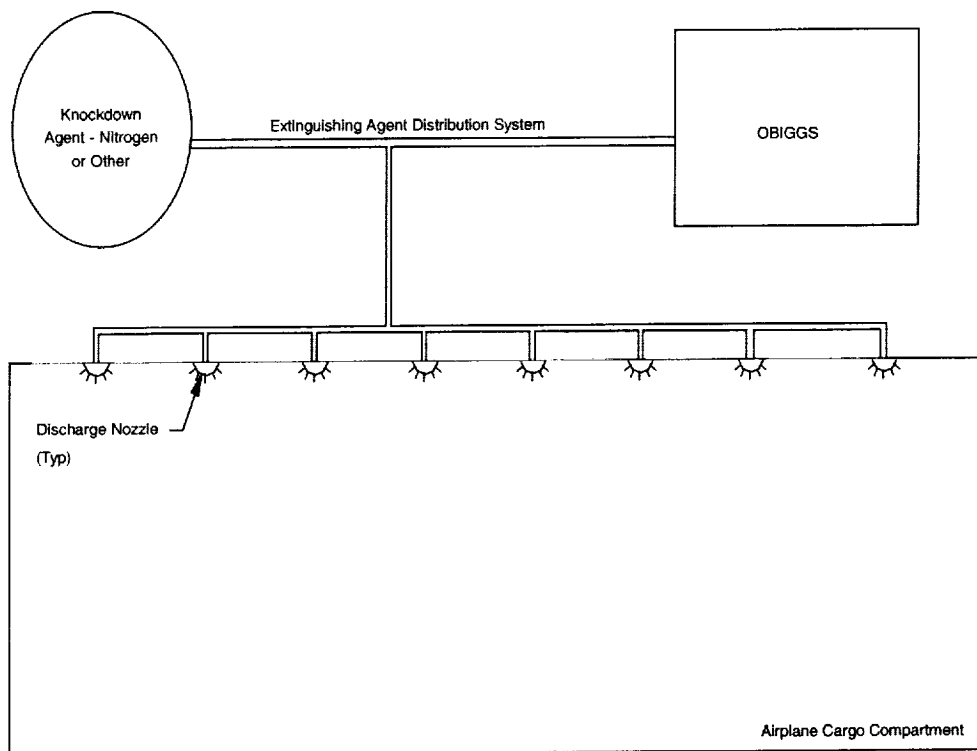 Knockdown
Agent - Nitrogen
or Other
Extinguishing Agent Distribution System
OBIGGS
Discharge Nozzle
(Typ)
Airplane Cargo Compartment